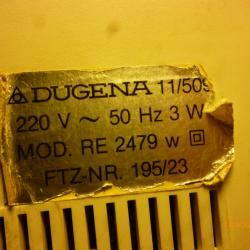 DUGENA 11/509
220 V ~ 50 Hz 3 W
MOD. RE 2479 w
FTZ-NR. 195/23